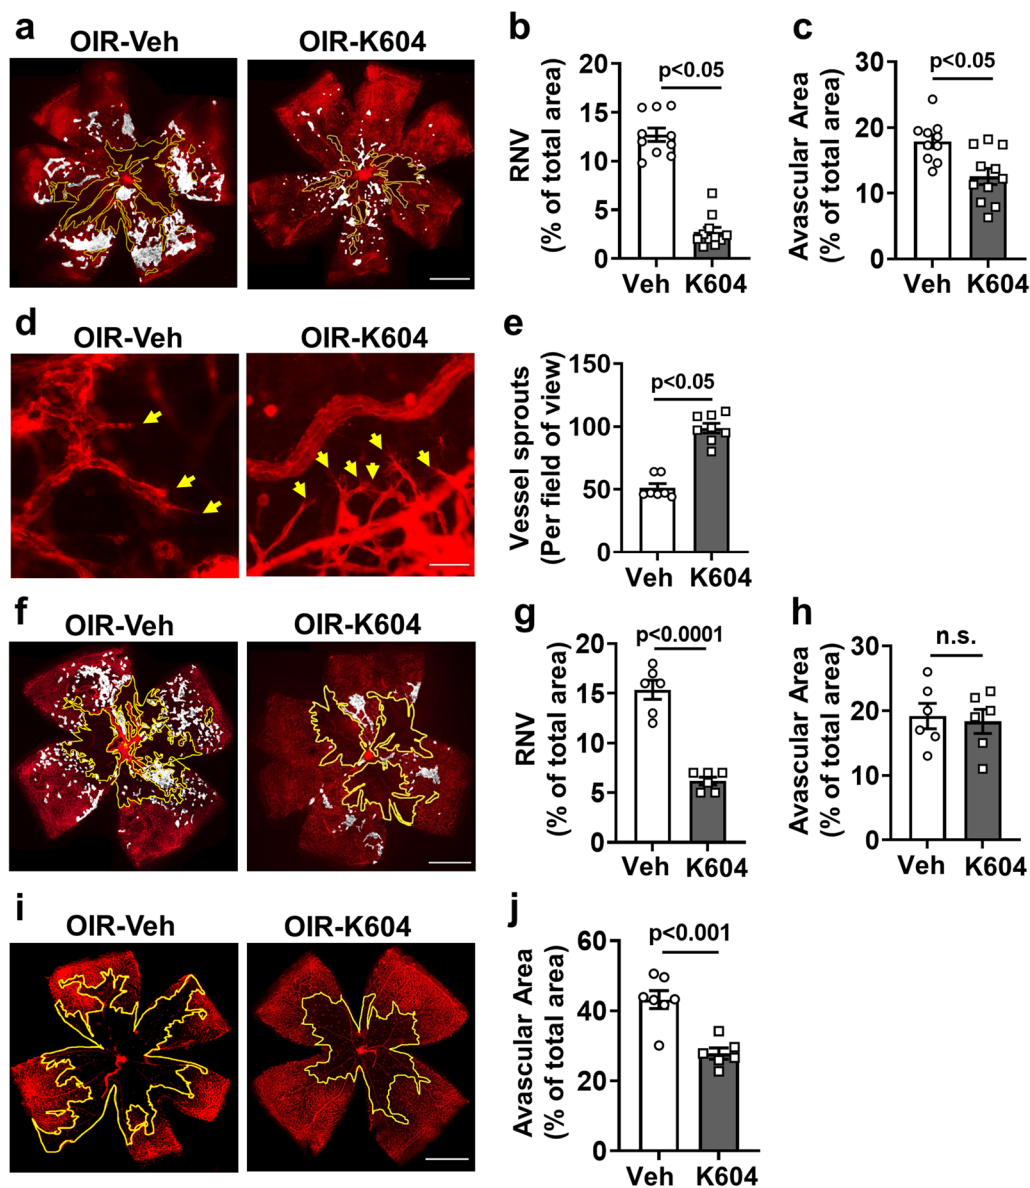 a
OIR-Veh
OIR-K604
b
RNV
(% of total area)
20
15
10
5
0
p<0.05
Veh
K604
c
Avascular Area
(% of total area)
30
20
10
0
p<0.05
Veh
K604
d
OIR-Veh
OIR-K604
e
Vessel sprouts
(Per field of view)
150
100
50
0
p<0.05
Veh
K604
f
OIR-Veh
OIR-K604
g
RNV
(% of total area)
20
15
10
5
0
p<0.0001
Veh
K604
h
Avascular Area
(% of total area)
30
20
10
0
n.s.
Veh
K604
i
OIR-Veh
OIR-K604
j
Avascular Area
(% of total area)
60
40
20
0
p<0.001
Veh
K604